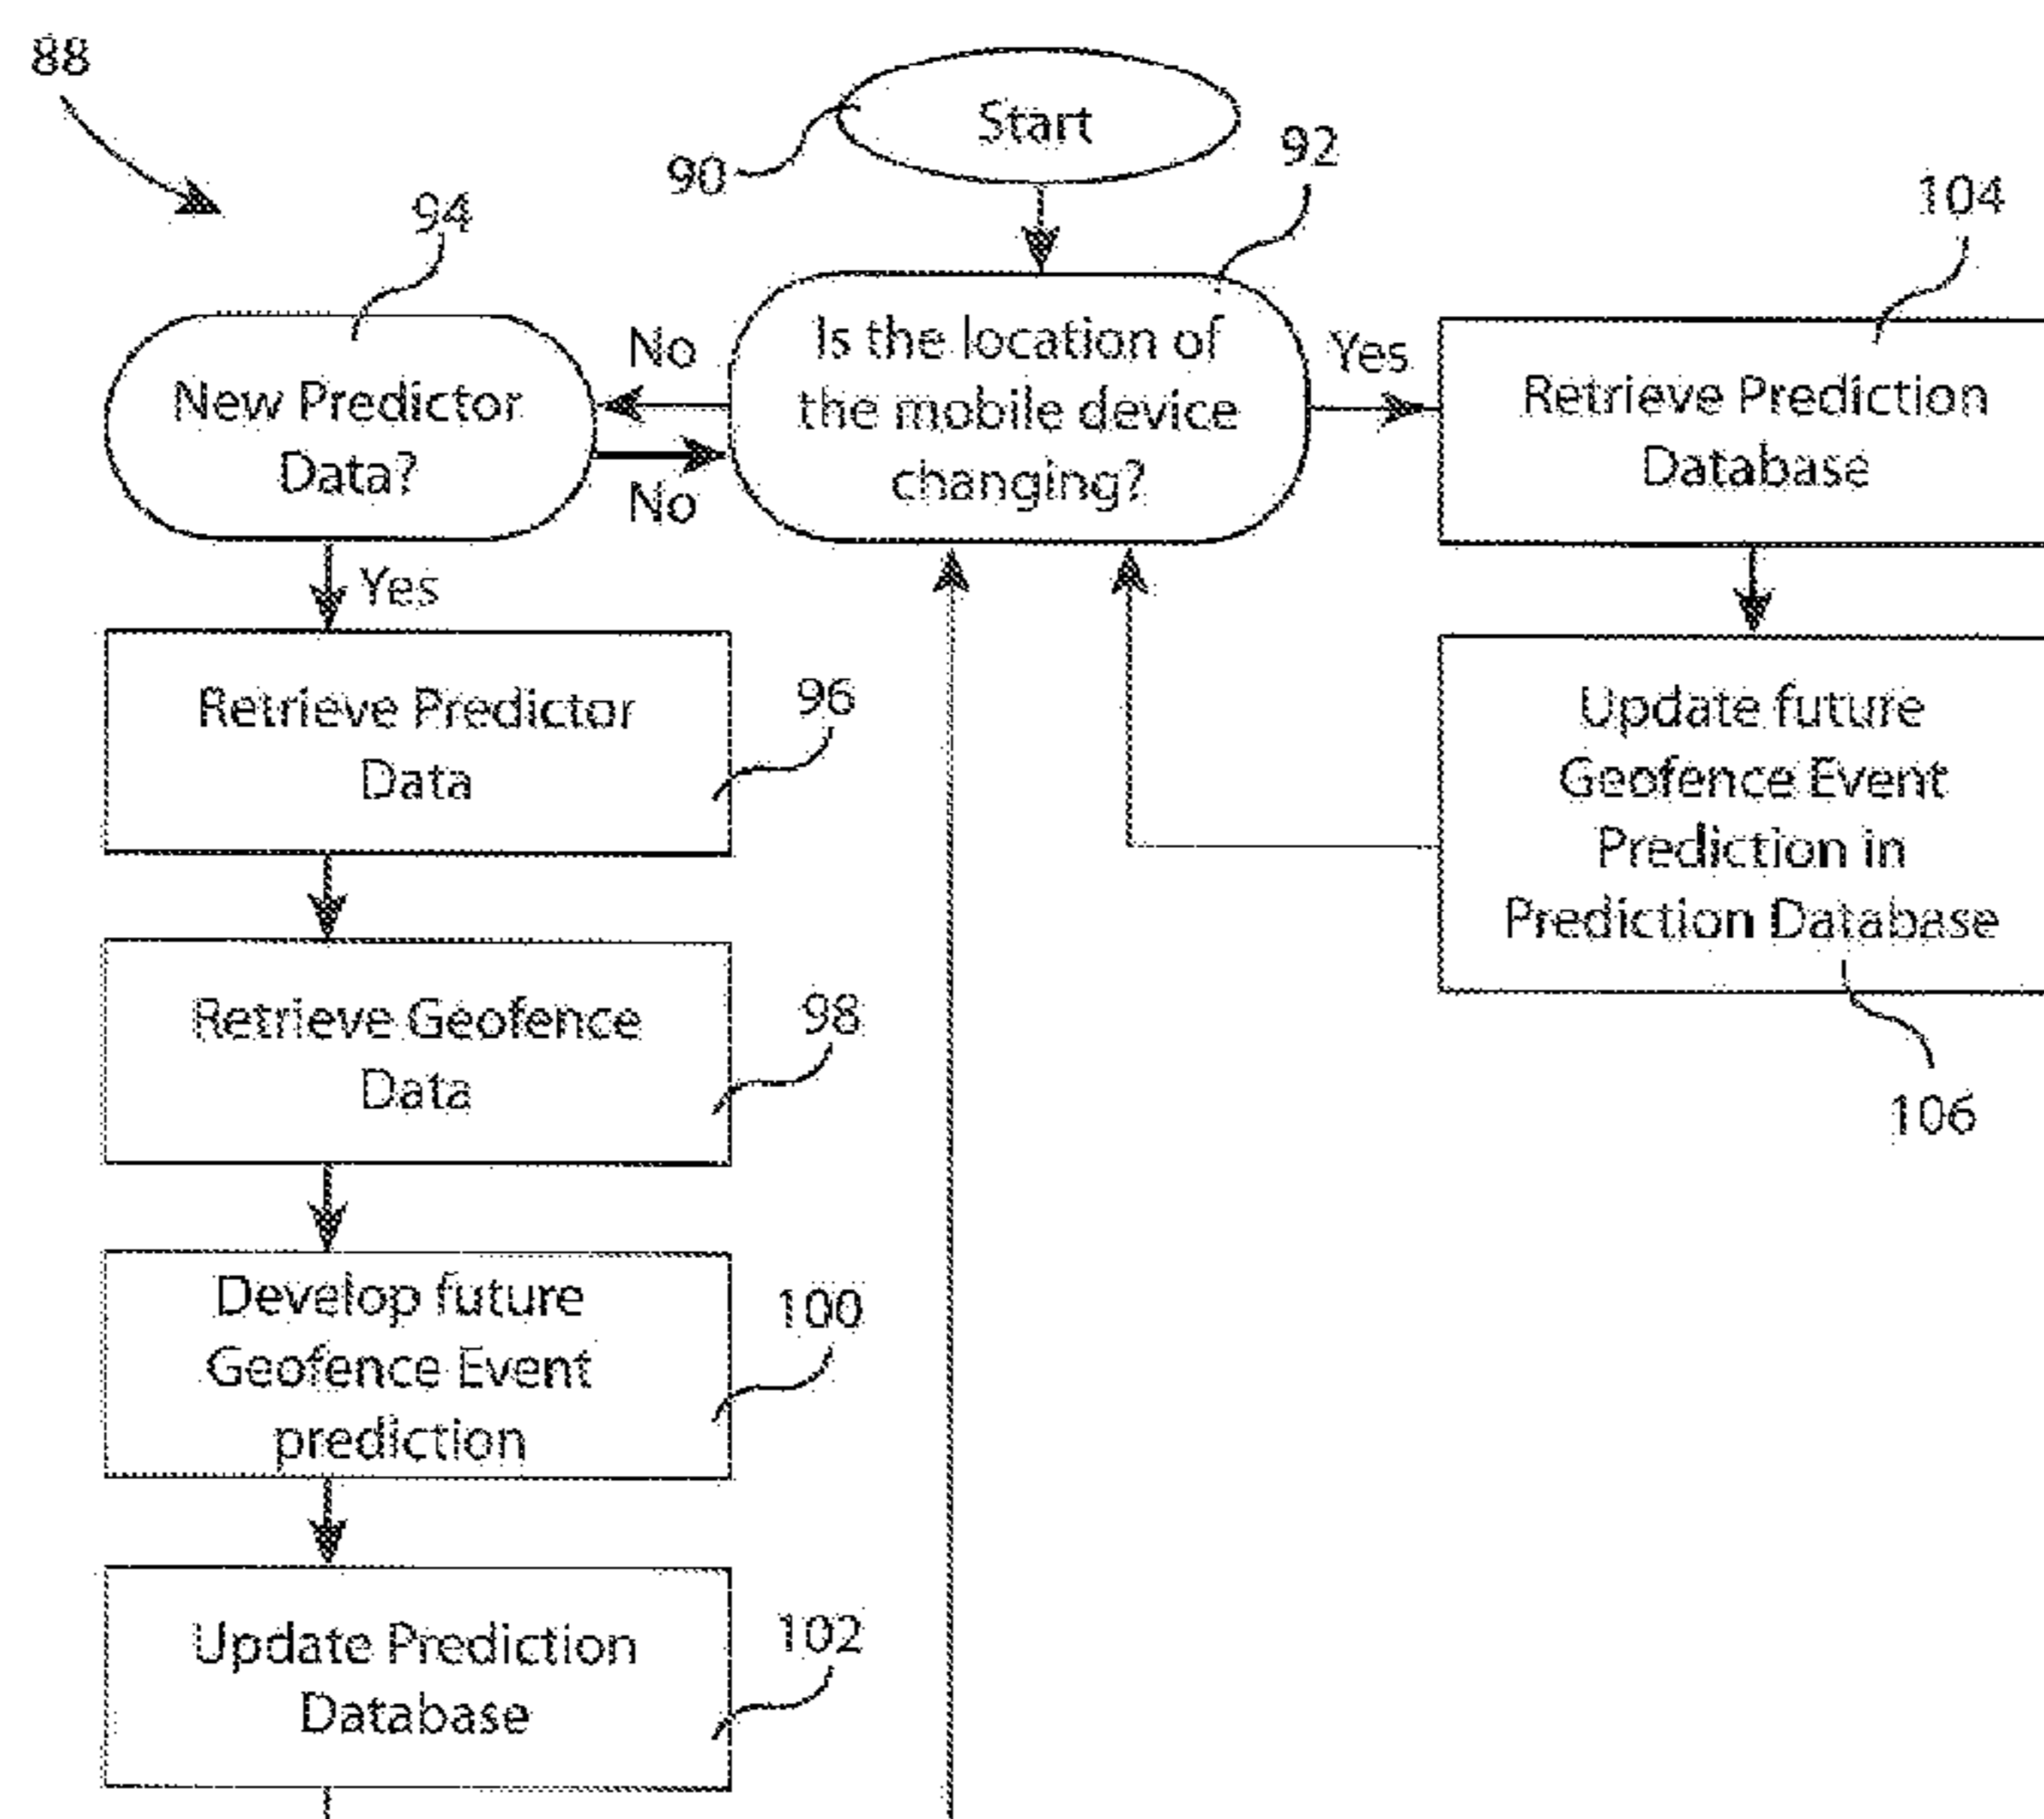 88
Start
90
92
104
94
Is the location of
the mobile device
changing?
No
No
Yes
New Predictor
Data?
Retrieve Prediction
Database
Yes
Retrieve Predictor
Data
96
Update future
Geofence Event
Prediction in
Prediction Database
106
Retrieve Geofence
Data
98
Develop future
Geofence Event
prediction
100
Update Prediction
Database
102